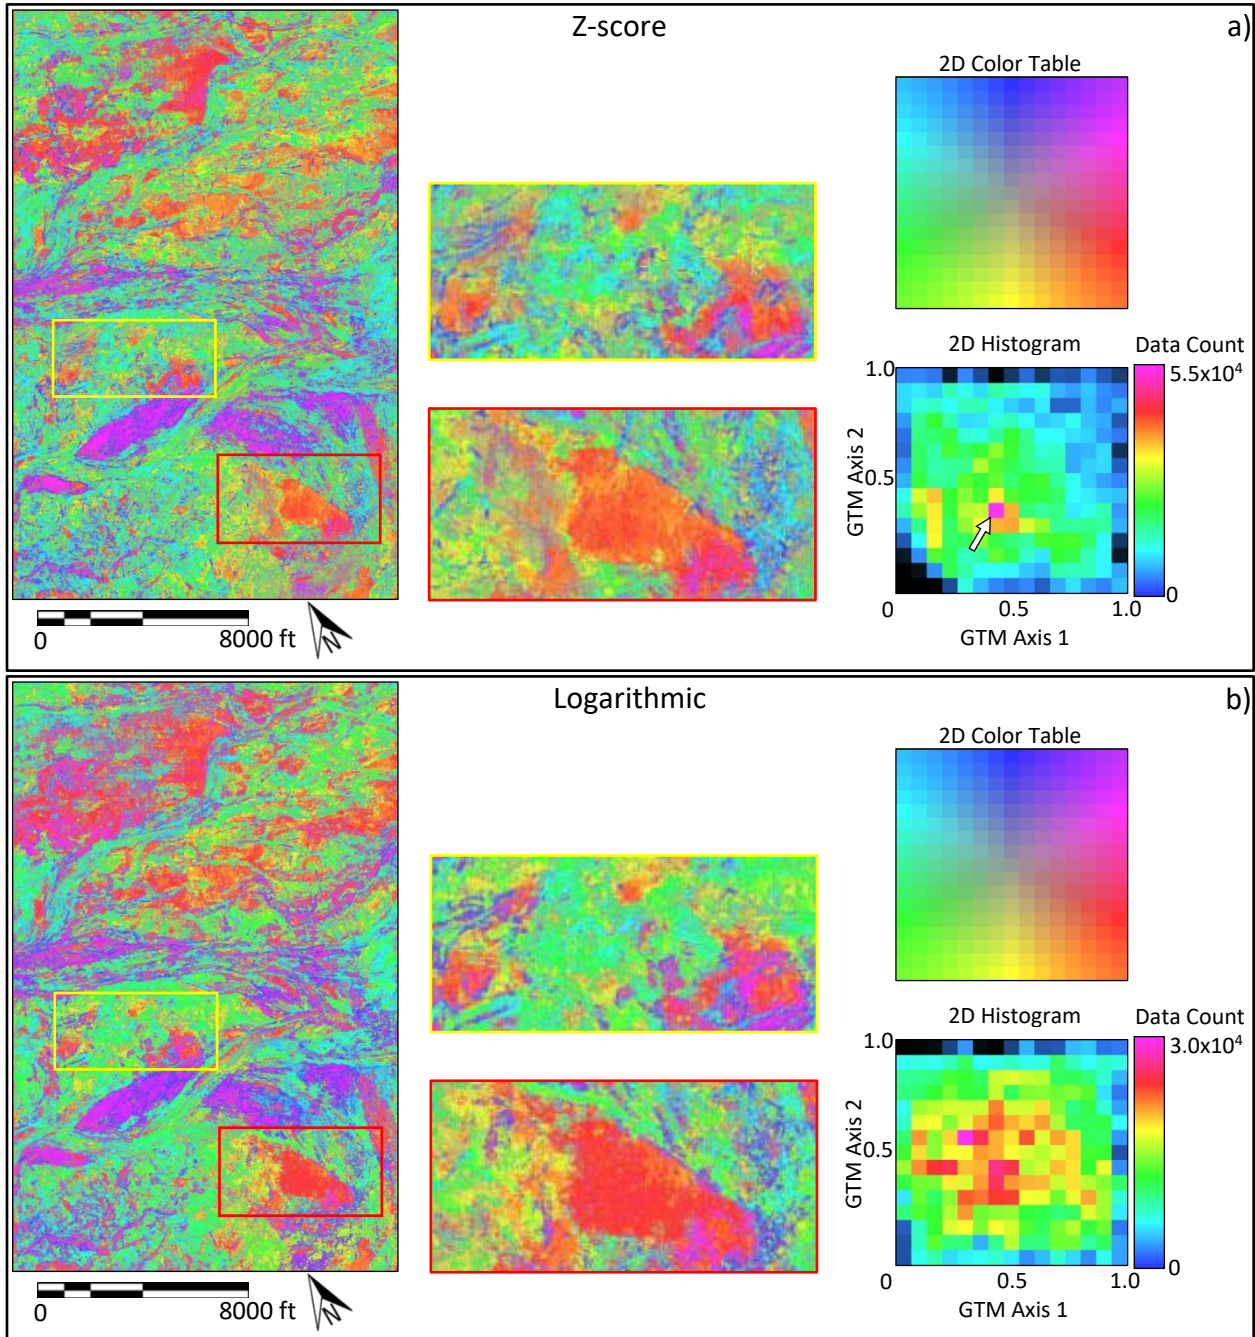 Z-score
a)
2D Color Table
2D Histogram
Data Count
1.0
5.5x10⁴
GTM Axis 2
0.5
0
0
0.5
1.0
GTM Axis 1
0
8000 ft
N
Logarithmic
b)
2D Color Table
2D Histogram
Data Count
1.0
3.0x10⁴
GTM Axis 2
0.5
0
0
0.5
1.0
GTM Axis 1
0
8000 ft
N